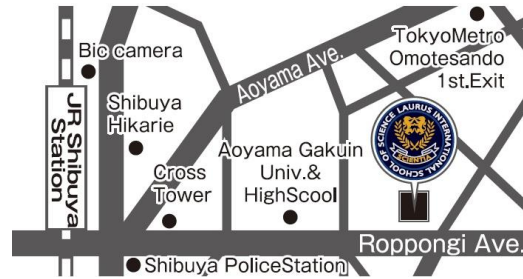 TokyoMetro
Omotesando
1st.Exit
Bic camera
Aoyama Ave.
JR Shibuya
Station
Shibuya
Hikarie
LAURUS INTERNATIONAL SCHOOL OF SCIENCE
SCIENTIA
Aoyama Gakuin
Univ.&
HighScool
Cross
Tower
Roppongi Ave.
Shibuya PoliceStation